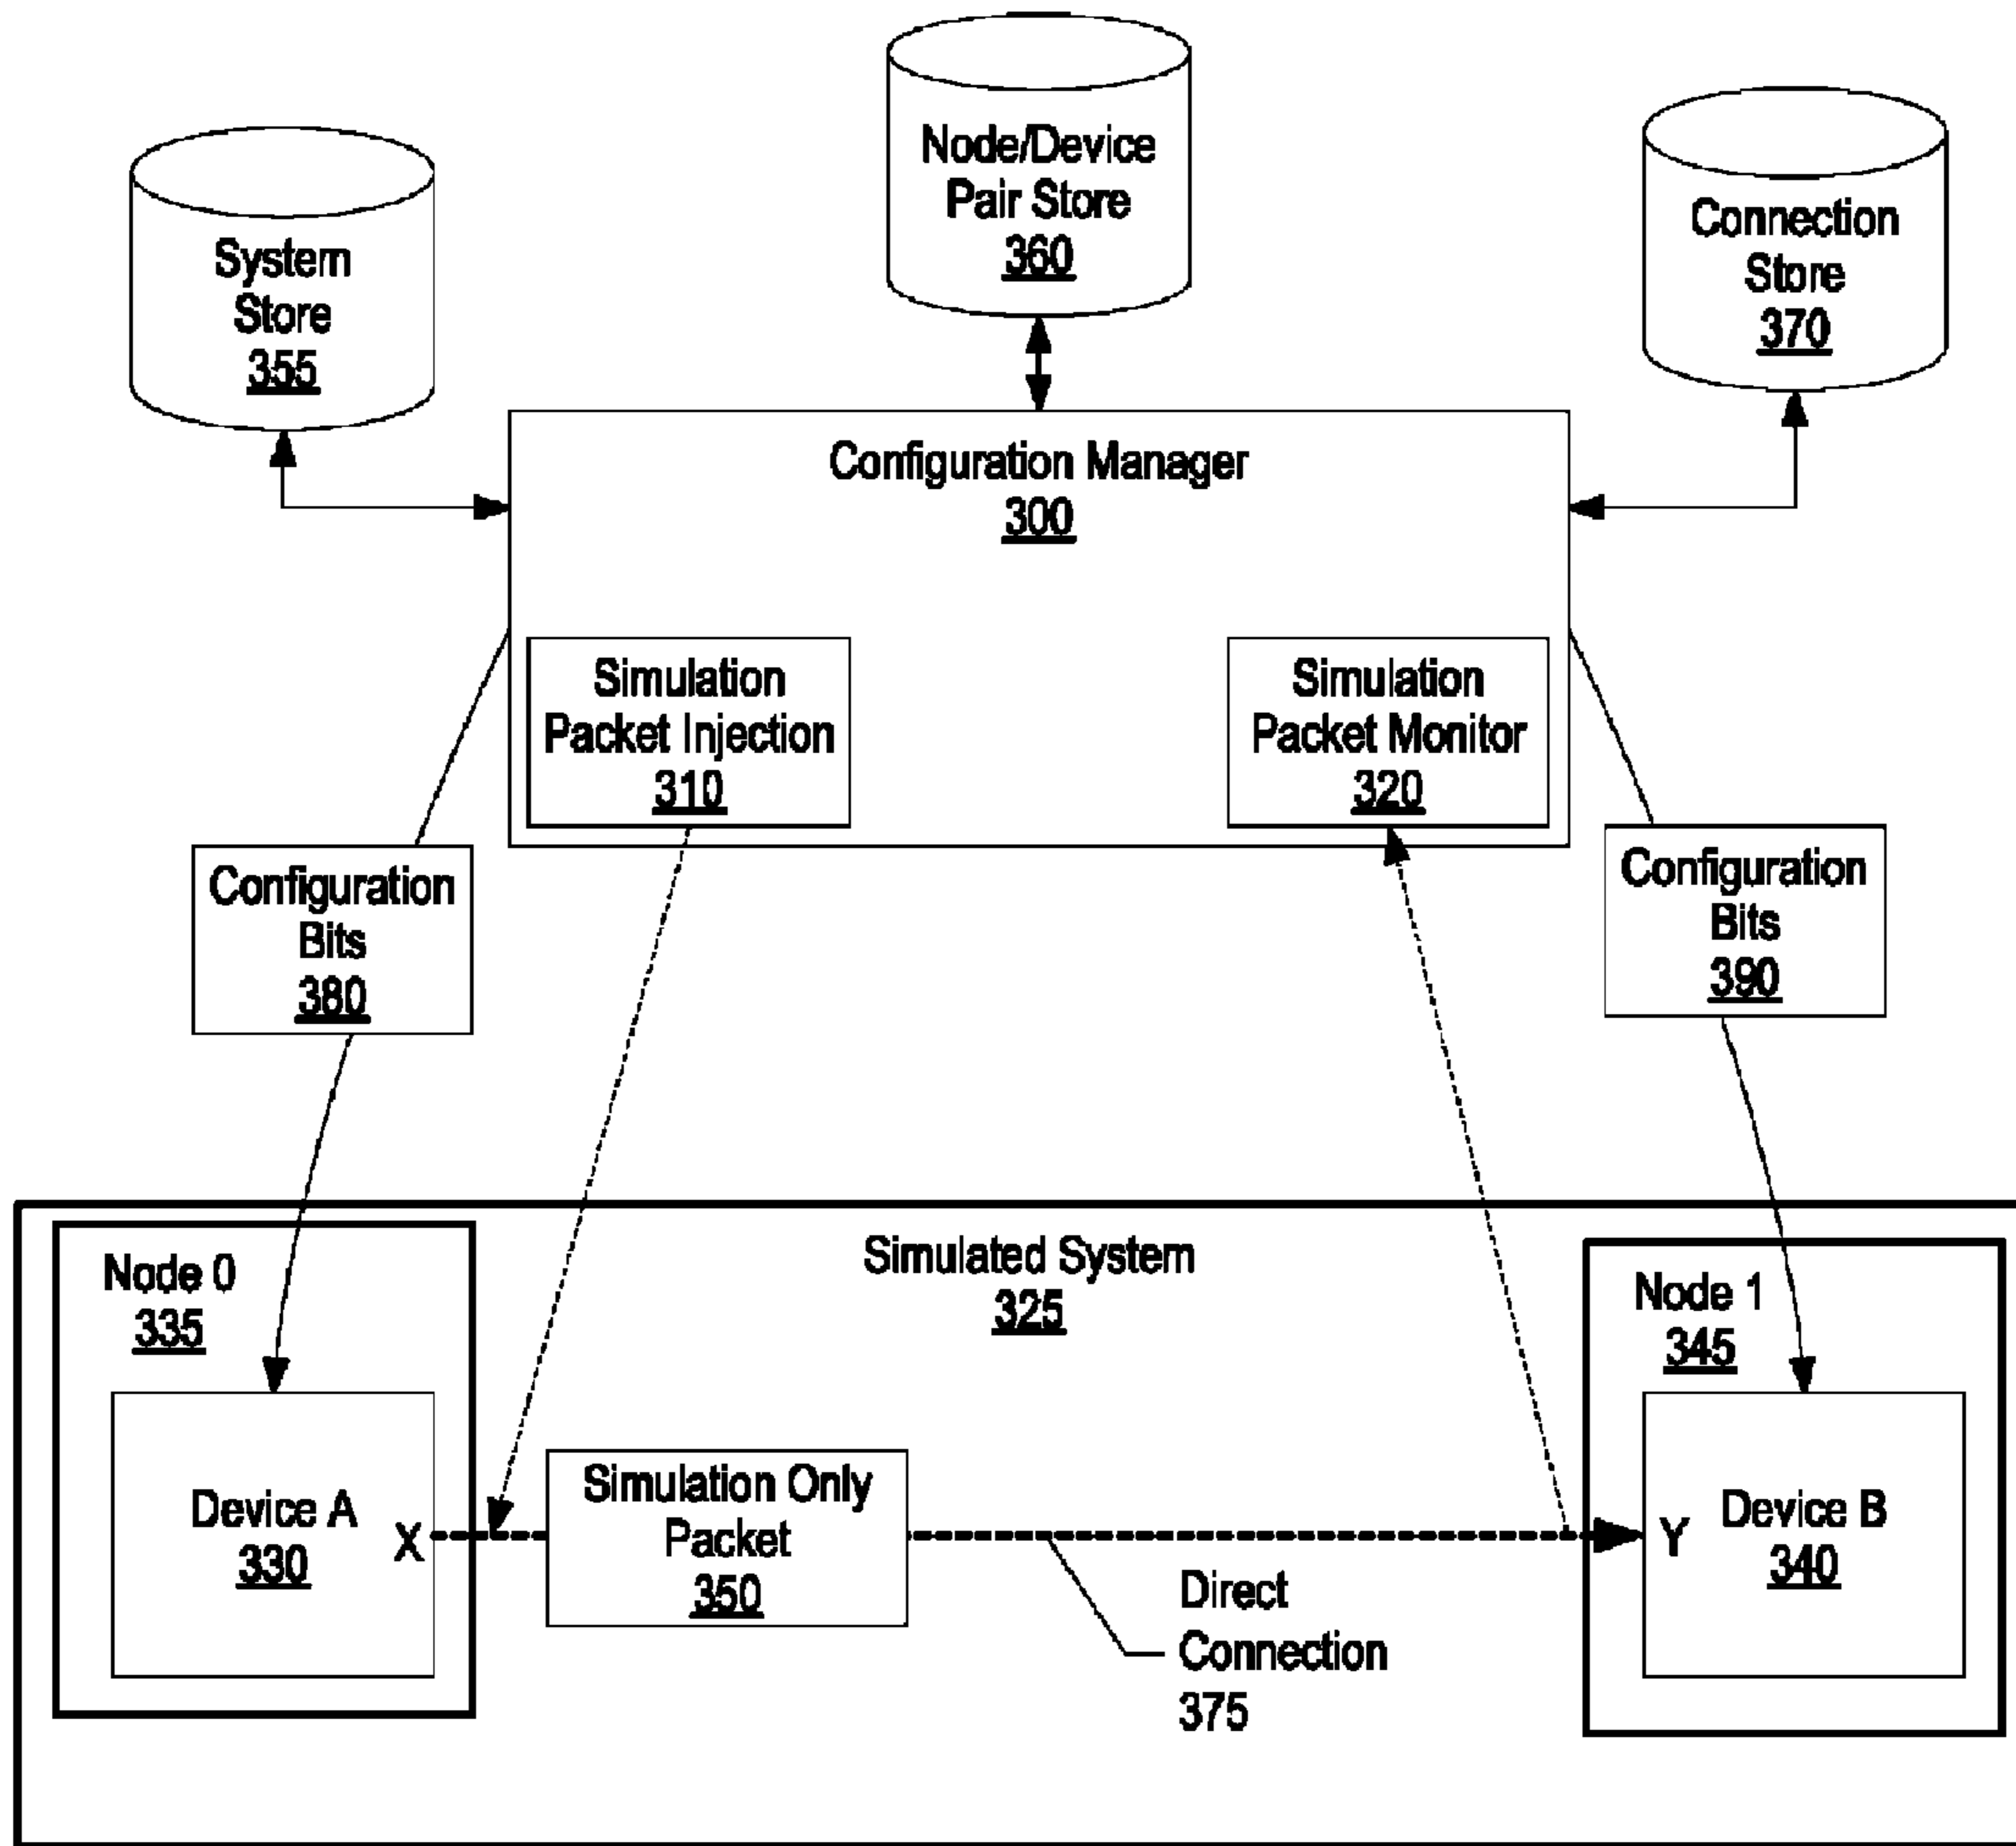 System
Store
355
Node/Device
Pair Store
360
Connection
Store
370
Configuration Manager
300
Simulation
Packet Injection
310
Simulation
Packet Monitor
320
Configuration
Bits
380
Configuration
Bits
390
Simulated System
325
Node 0
335
Node 1
345
Device A
330
X
Simulation Only
Packet
350
Direct
Connection
375
Y
Device B
340